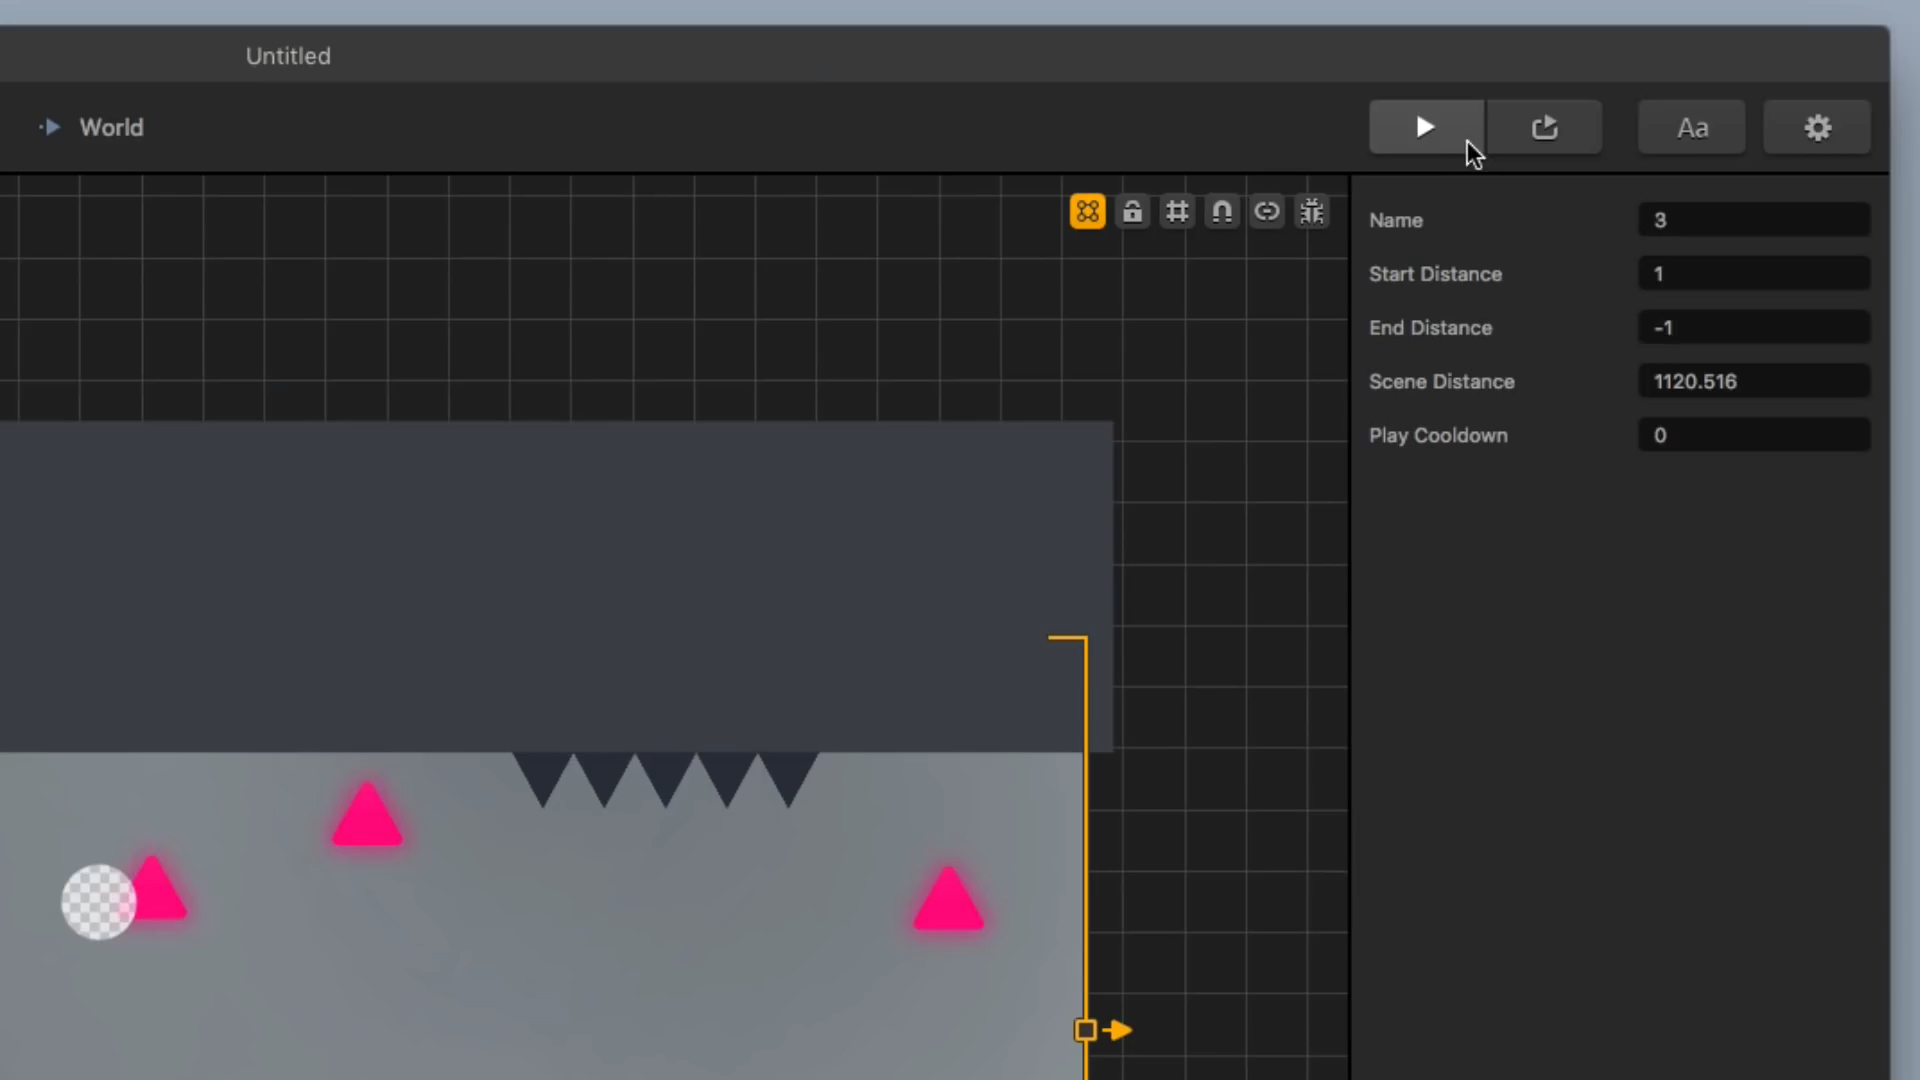 Untitled
World
Aa
Name 3
Start Distance 1
End Distance -1
Scene Distance 1120.516
Play Cooldown 0